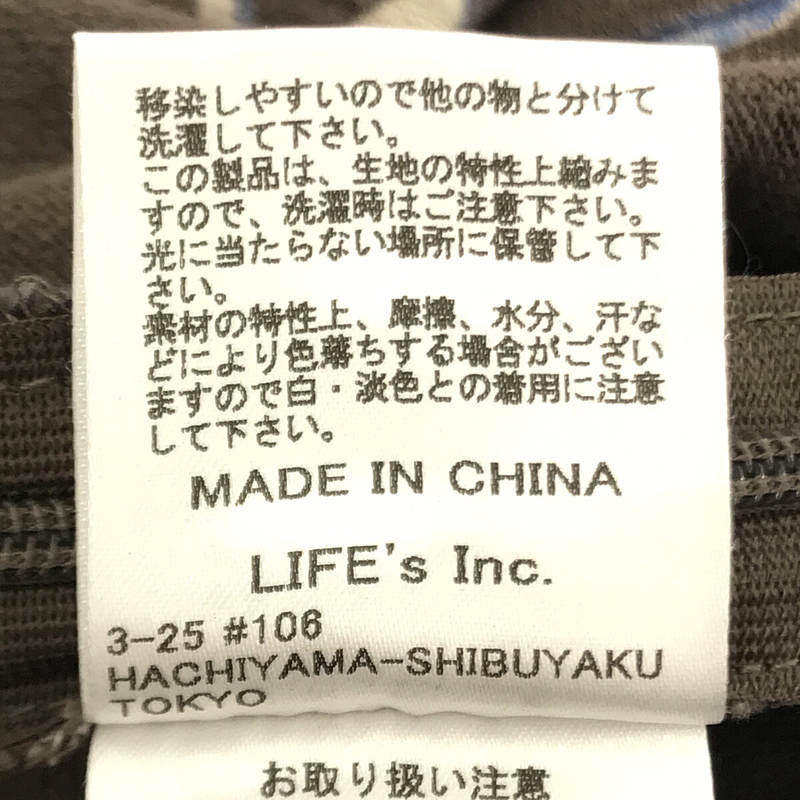 移染しやすいので他の物と分けて
洗濯して下さい。
この製品は、生地の特性上縮みま
すので、洗濯時はご注意下さい。
光に当たらない場所に保管して下
さい。
素材の特性上、摩擦、水分、汗な
どにより色落ちする場合がござい
ますので白・淡色との着用に注意
して下さい。
MADE IN CHINA
LIFE's Inc.
3-25 #106
HACHIYAMA-SHIBUYAKU
TOKYO
お取り扱い注意